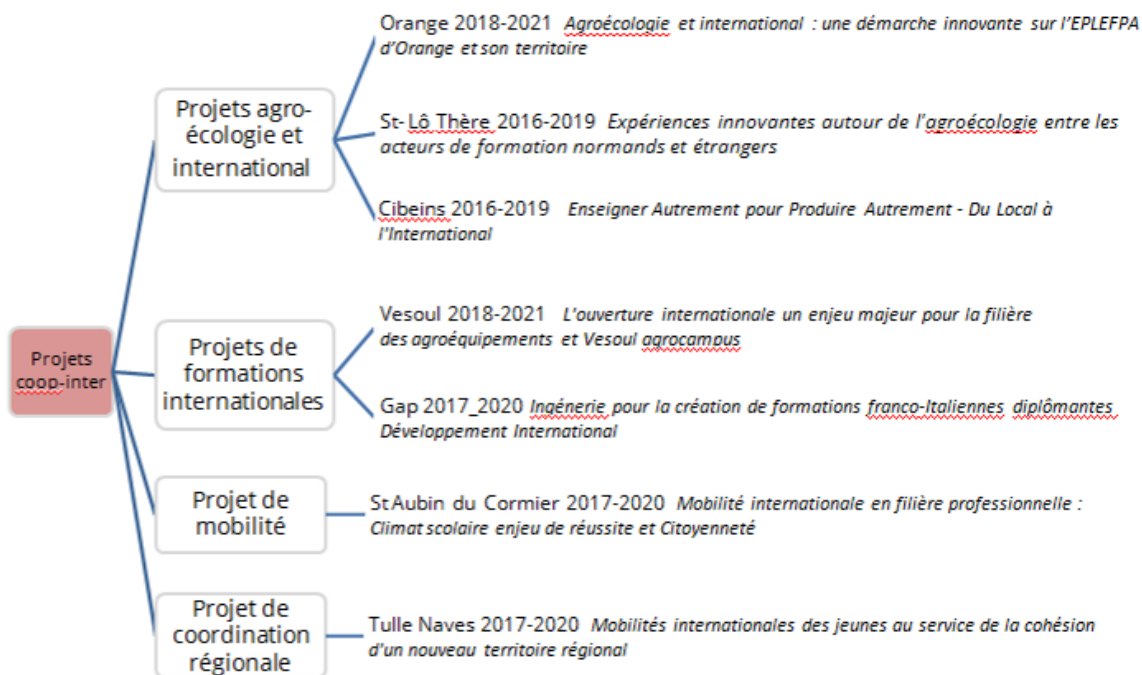 Orange 2018-2021 Agroécologie et international : une démarche innovante sur l'EPLEFPA
d'Orange et son territoire
Projets agro-
écologie et
international
St- Lô Thère 2016-2019 Expériences innovantes autour de l'agroécologie entre les
acteurs de formation normands et étrangers
Cibeins 2016-2019 Enseigner Autrement pour Produire Autrement - Du Local à
l'International
Projets
coop-inter
Vesoul 2018-2021 L'ouverture internationale un enjeu majeur pour la filière
des agroéquipements et Vesoul agrocampus
Projets de
formations
internationales
Gap 2017_2020 Ingénerie pour la création de formations franco-Italiennes diplômantes
Développement International
Projet de
mobilité
St Aubin du Cormier 2017-2020 Mobilité internationale en filière professionnelle :
Climat scolaire enjeu de réussite et Citoyenneté
Projet de
coordination
régionale
Tulle Naves 2017-2020 Mobilités internationales des jeunes au service de la cohésion
d'un nouveau territoire régional